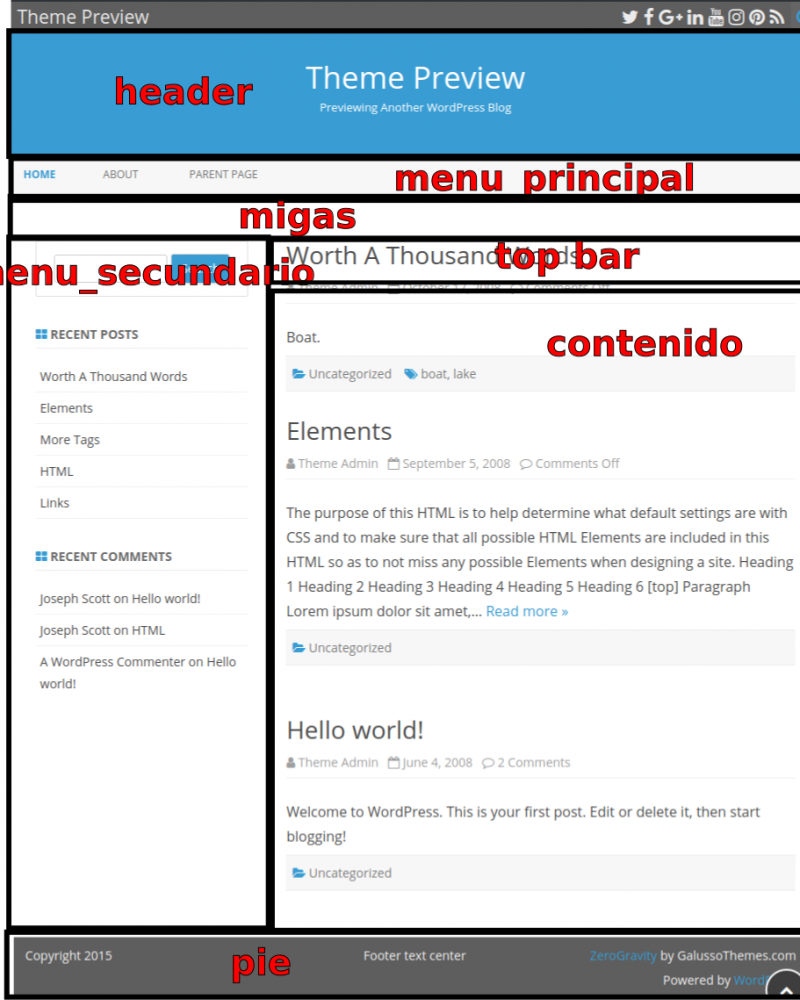 Theme Preview
header
Theme Preview
Previewing Another WordPress Blog
HOME ABOUT PARENT PAGE
menu_principal
migas
menu_secundario
Worth A Thousand Words
top bar
contenido
Boat.
Uncategorized boat, lake
RECENT POSTS
Worth A Thousand Words
Elements
More Tags
HTML
Links
RECENT COMMENTS
Joseph Scott on Hello world!
Joseph Scott on HTML
A WordPress Commenter on Hello
world!
Elements
Theme Admin September 5, 2008 Comments Off
The purpose of this HTML is to help determine what default settings are with
CSS and to make sure that all possible HTML Elements are included in this
HTML so as to not miss any possible Elements when designing a site. Heading
1 Heading 2 Heading 3 Heading 4 Heading 5 Heading 6 [top] Paragraph
Lorem ipsum dolor sit amet,... Read more »
Uncategorized
Hello world!
Theme Admin June 4, 2008 2 Comments
Welcome to WordPress. This is your first post. Edit or delete it, then start
blogging!
Uncategorized
Copyright 2015
pie
Footer text center
ZeroGravity by GalussoThemes.com
Powered by